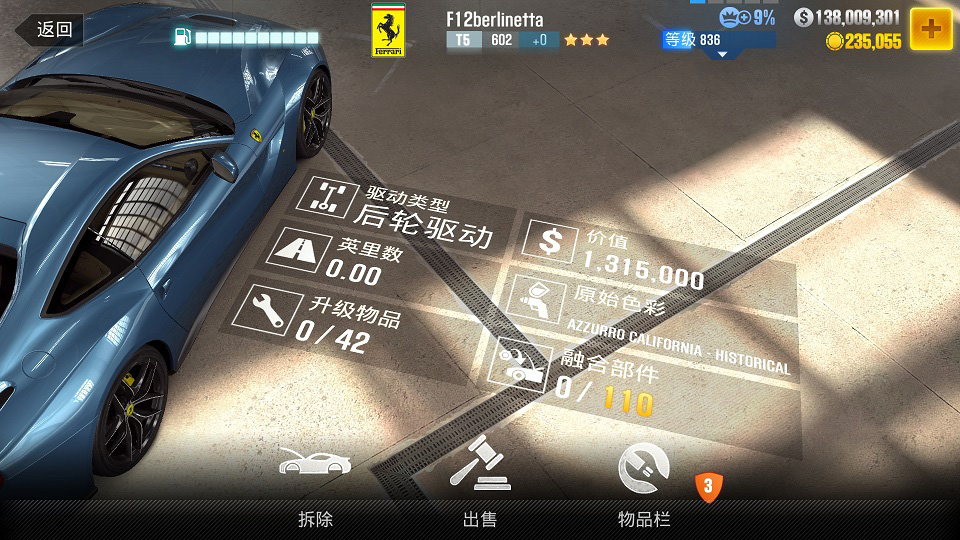 返回
Ferrari
F12berlinetta
T5 602 +0
9%
等级 836
138,009,301
235,055
驱动类型
后轮驱动
英里数
0.00
升级物品
0/42
价值
1,315,000
原始色彩
AZZURRO CALIFORNIA - HISTORICAL
融合部件
0/110
拆除
出售
物品栏
3